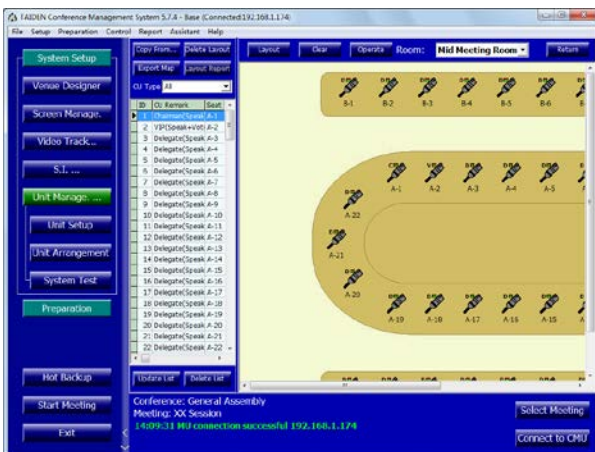 TAIDEN Conference Management System 5.7.4 - Base (Connected:192.168.1.174)
File Setup Preparation Control Report Assistant Help
System Setup
Venue Designer
Screen Manage.
Video Track...
S.I. ...
Unit Manage. ...
Unit Setup
Unit Arrangement
System Test
Preparation
Hot Backup
Start Meeting
Exit
Copy From... Delete Layout
Export Map Layout Report
CU Type All
ID CU Remark Seat
1 Chairman(Speak A-1
2 VIP(Speak+Vot) A-2
3 Delegate(Speak A-3
4 Delegate(Speak A-4
5 Delegate(Speak A-5
6 Delegate(Speak A-6
7 Delegate(Speak A-7
8 Delegate(Speak A-8
9 Delegate(Speak A-9
10 Delegate(Speak A-10
11 Delegate(Speak A-11
12 Delegate(Speak A-12
13 Delegate(Speak A-13
14 Delegate(Speak A-14
15 Delegate(Speak A-15
16 Delegate(Speak A-16
17 Delegate(Speak A-17
18 Delegate(Speak A-18
19 Delegate(Speak A-19
20 Delegate(Speak A-20
21 Delegate(Speak A-21
22 Delegate(Speak A-22
Update List Delete List
Layout Clear Operate Room: Mid Meeting Room Return
B-1 B-2 B-3 B-4 B-5 B-6
A-1 A-2 A-3 A-4 A-5
A-22
A-21
A-20
A-19 A-18 A-17 A-16 A-15
Conference: General Assembly
Meeting: XX Session
14:09:31 MU connection successful 192.168.1.174
Select Meeting
Connect to CMU